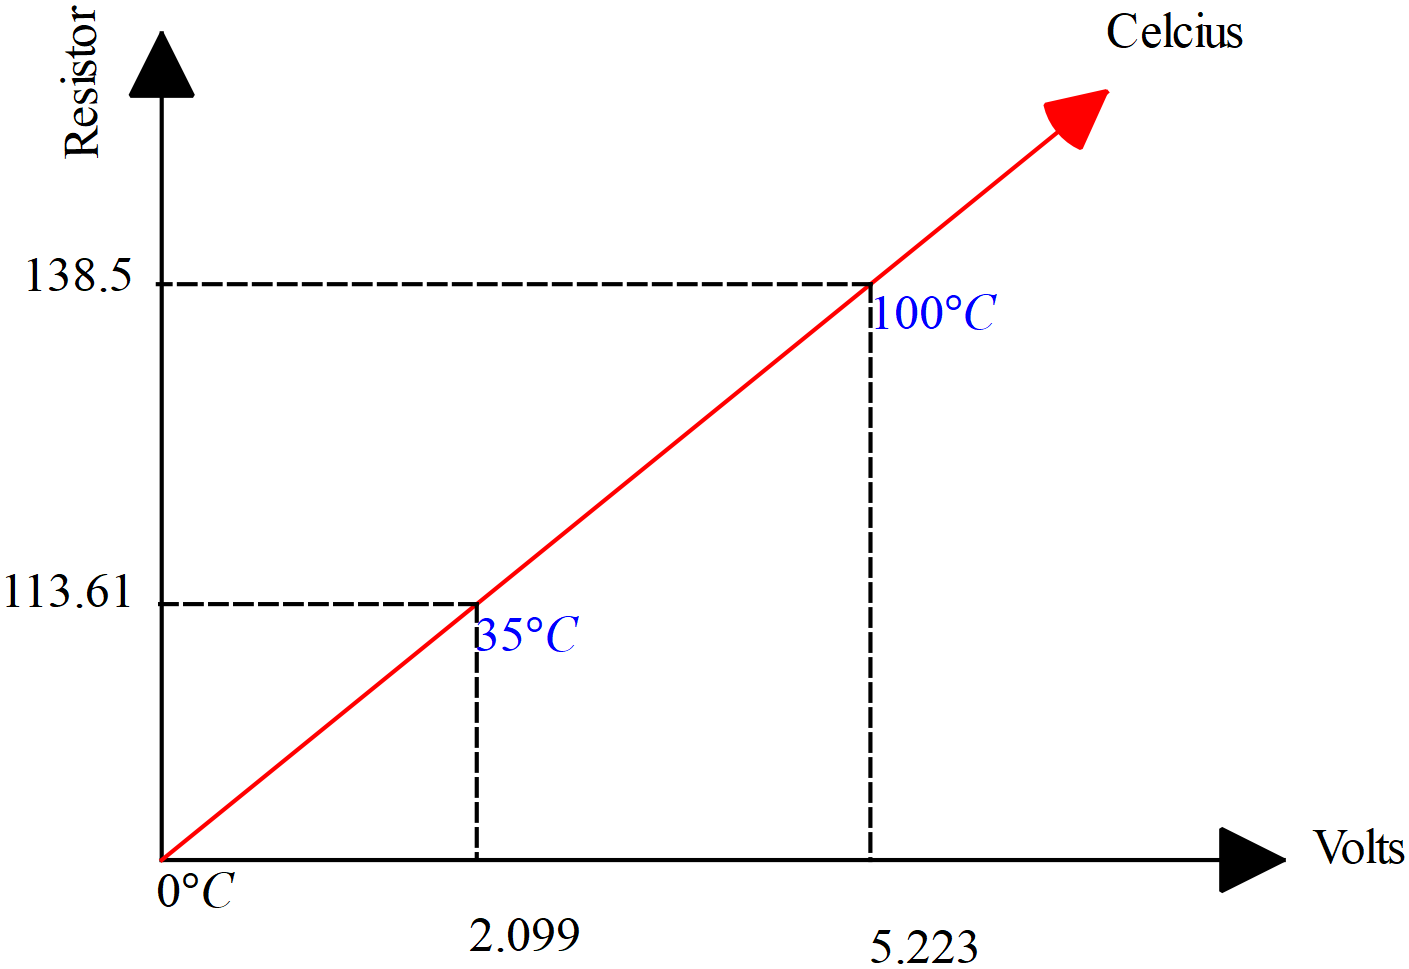 Resistor
Celcius
138.5
100°C
113.61
35°C
Volts
0°C
2.099
5.223